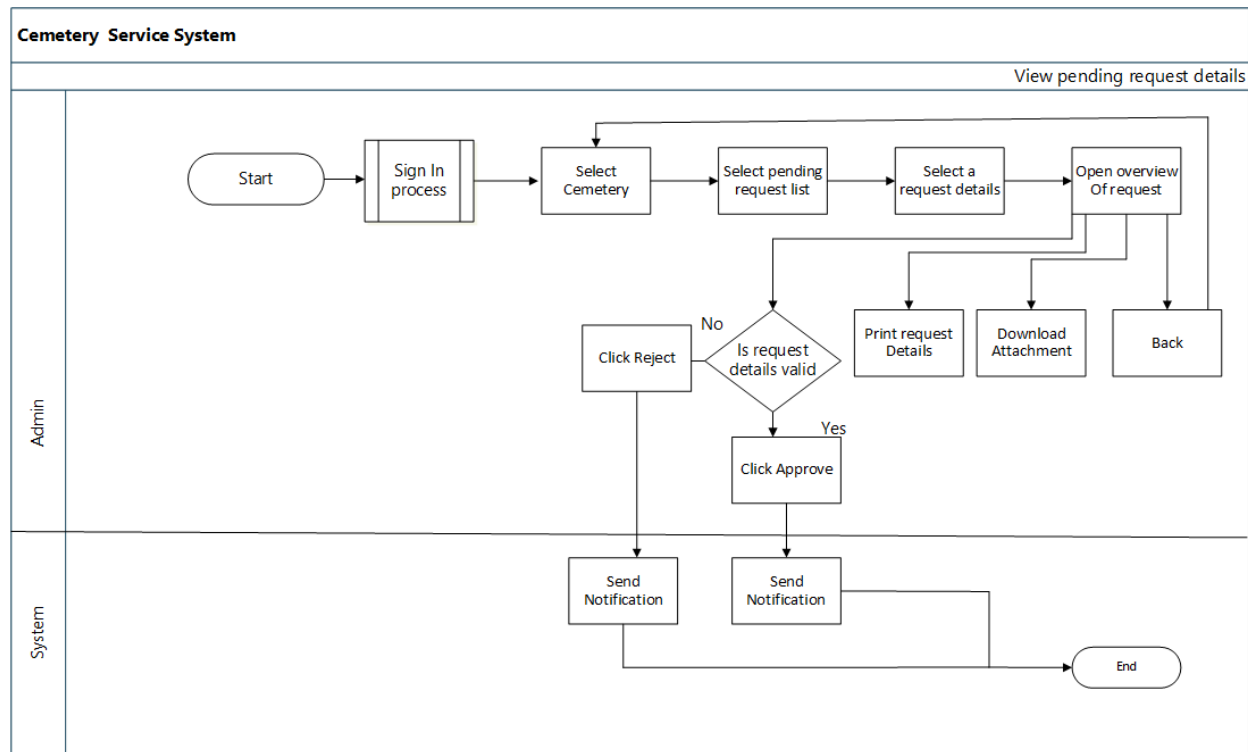 Cemetery Service System
View pending request details
Admin
Start
Sign In
process
Select
Cemetery
Select pending
request list
Select a
request details
Open overview
Of request
No
Click Reject
Is request
details valid
Print request
Details
Download
Attachment
Back
Yes
Click Approve
System
Send
Notification
Send
Notification
End